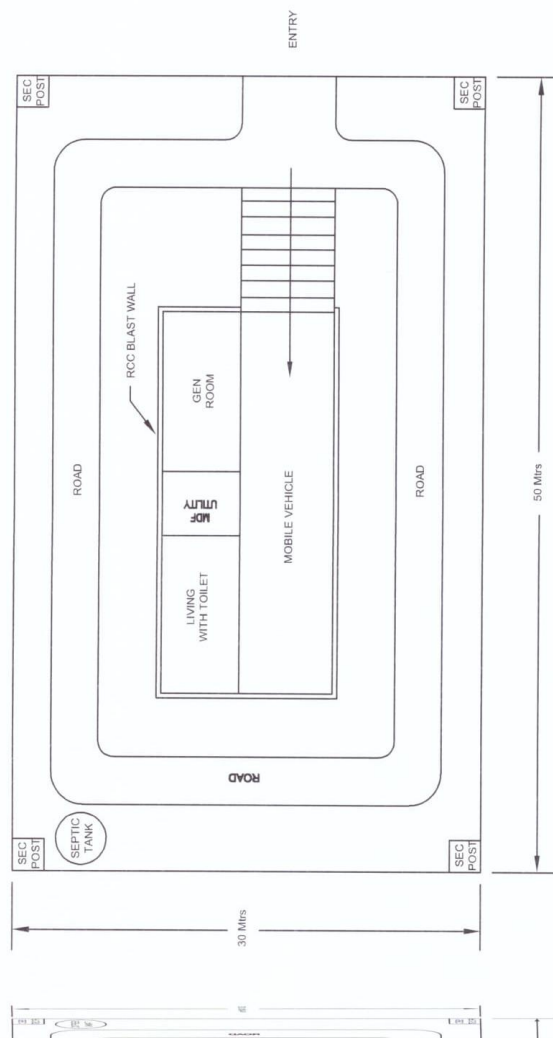 ENTRY
SEC
POST
SEC
POST
ROAD
RCC BLAST WALL
GEN
ROOM
MDF
UTILITY
LIVING
WITH TOILET
MOBILE VEHICLE
ROAD
ROAD
SEPTIC
TANK
SEC
POST
SEC
POST
50 Mtrs
30 Mtrs